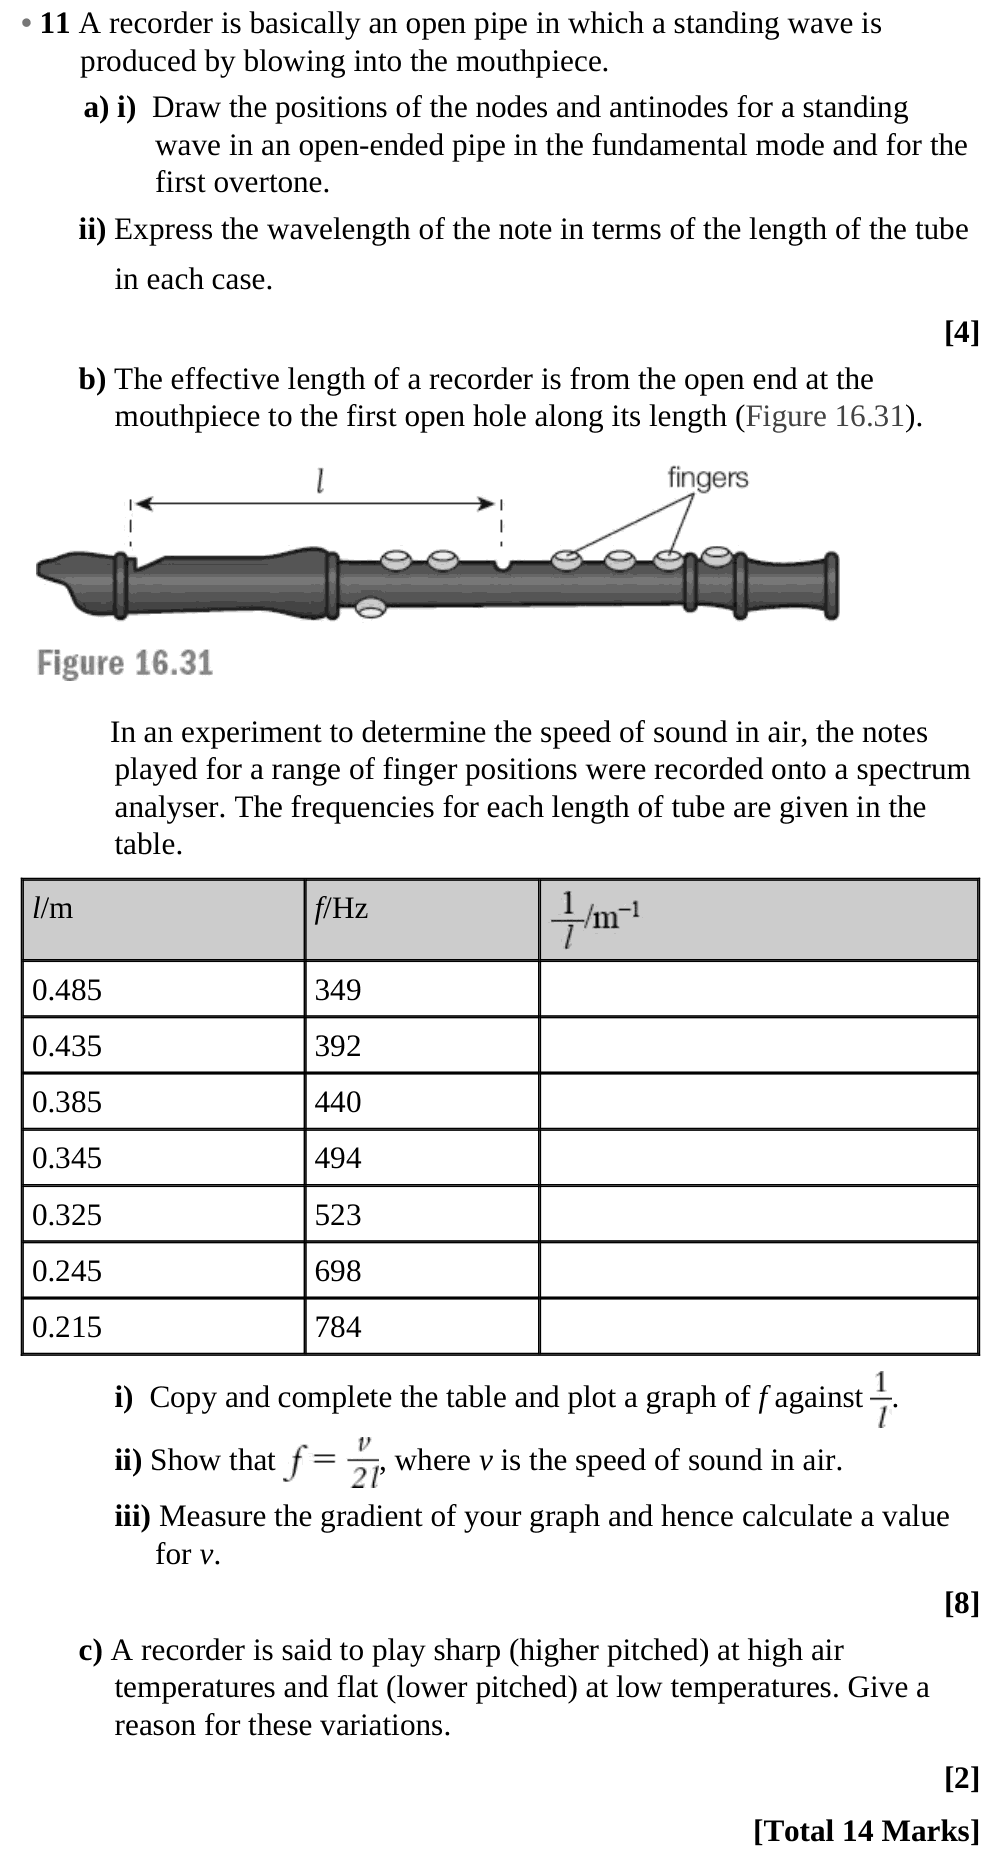 • 11 A recorder is basically an open pipe in which a standing wave is
produced by blowing into the mouthpiece.
a) i) Draw the positions of the nodes and antinodes for a standing
wave in an open-ended pipe in the fundamental mode and for the
first overtone.
ii) Express the wavelength of the note in terms of the length of the tube
in each case.
[4]
b) The effective length of a recorder is from the open end at the
mouthpiece to the first open hole along its length (Figure 16.31).
l
fingers
Figure 16.31
In an experiment to determine the speed of sound in air, the notes
played for a range of finger positions were recorded onto a spectrum
analyser. The frequencies for each length of tube are given in the
table.
l/m f/Hz 1/l /m⁻¹
0.485 349
0.435 392
0.385 440
0.345 494
0.325 523
0.245 698
0.215 784
i) Copy and complete the table and plot a graph of f against 1/l.
ii) Show that f = v/2l, where v is the speed of sound in air.
iii) Measure the gradient of your graph and hence calculate a value
for v.
[8]
c) A recorder is said to play sharp (higher pitched) at high air
temperatures and flat (lower pitched) at low temperatures. Give a
reason for these variations.
[2]
[Total 14 Marks]